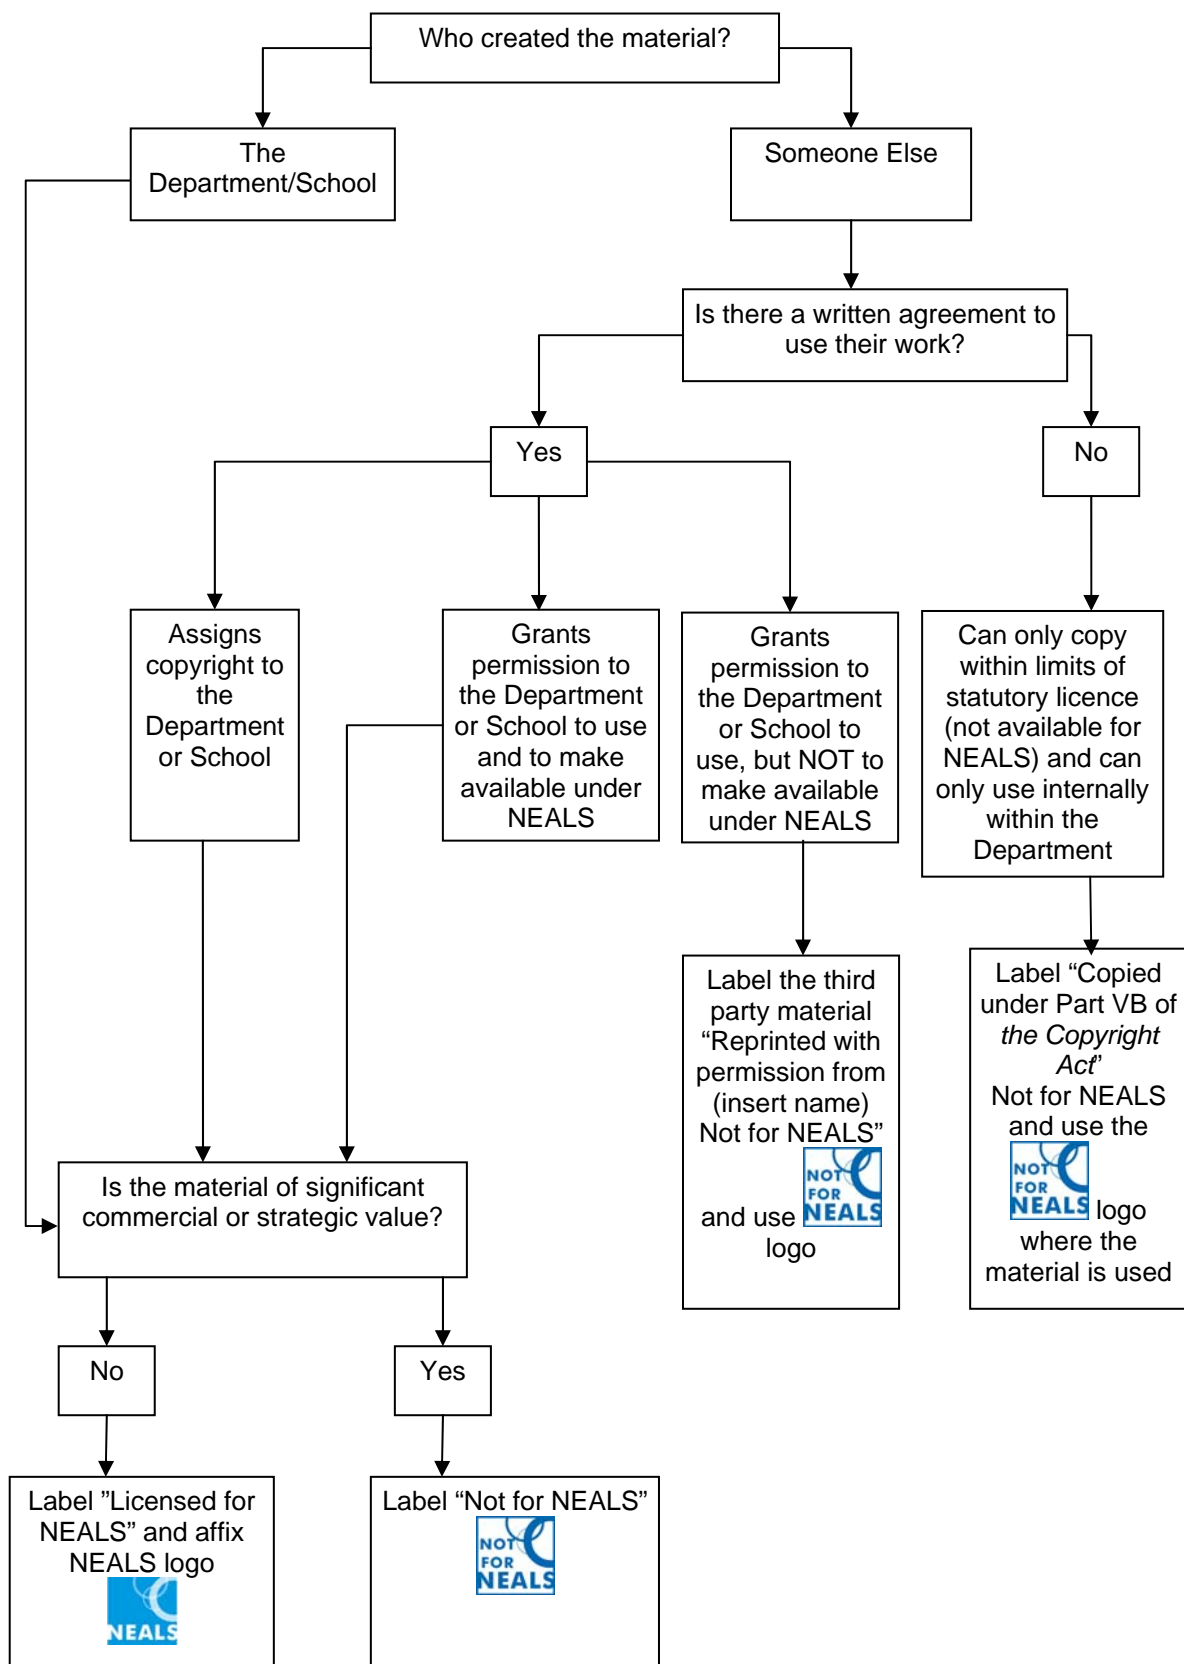 Who created the material?
The
Department/School
Someone Else
Is there a written agreement to
use their work?
Yes
No
Assigns
copyright to
the
Department
or School
Grants
permission to
the Department
or School to use
and to make
available under
NEALS
Grants
permission to
the Department
or School to
use, but NOT to
make available
under NEALS
Can only copy
within limits of
statutory licence
(not available for
NEALS) and can
only use internally
within the
Department
Label the third
party material
“Reprinted with
permission from
(insert name)
Not for NEALS”
NOT
FOR
NEALS
and use
logo
Label “Copied
under Part VB of
the Copyright
Act”
Not for NEALS
and use the
NOT
FOR
NEALS
logo
where the
material is used
Is the material of significant
commercial or strategic value?
No
Yes
Label ”Licensed for
NEALS” and affix
NEALS logo
NEALS
Label “Not for NEALS”
NOT
FOR
NEALS